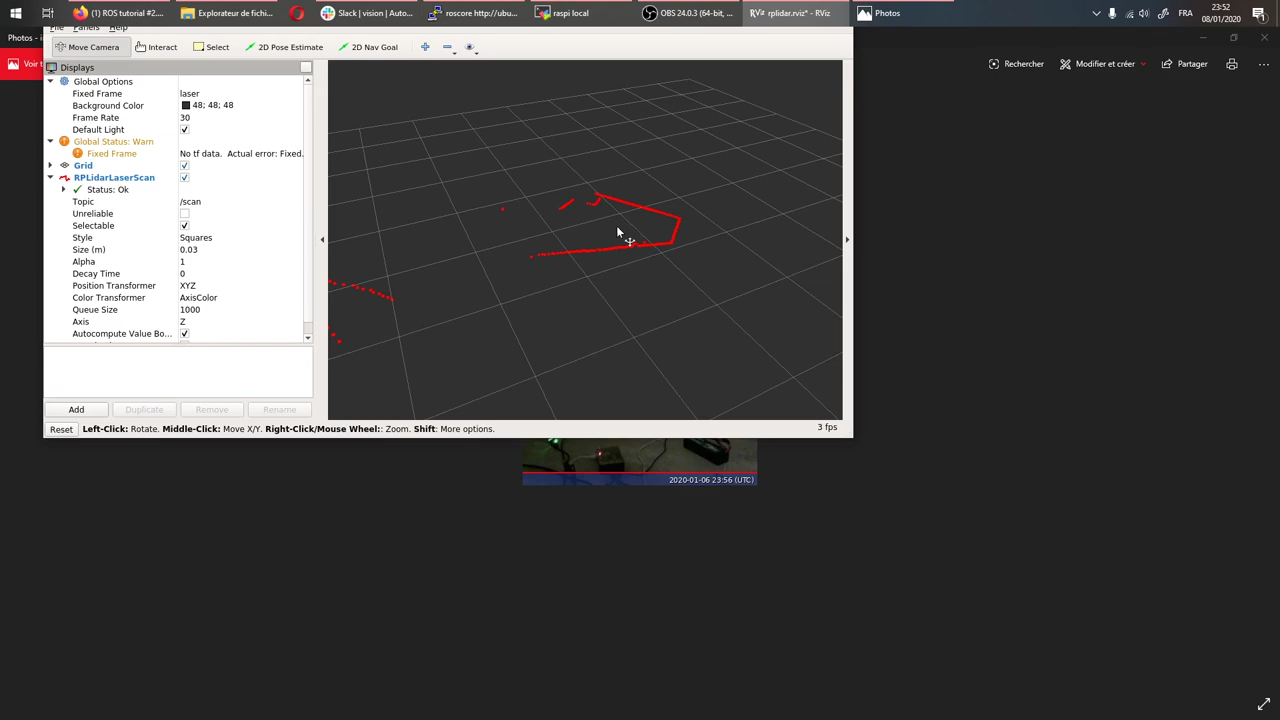 (1) ROS tutorial #2.... Explorateur de fichi... Slack | vision | Auto... roscore http://ubu... raspi local OBS 24.0.3 (64-bit, ... rplidar.rviz* - RViz Photos FRA 23:52 08/01/2020
File Panels Help
Photos - i
Move Camera Interact Select 2D Pose Estimate 2D Nav Goal
Voir t Rechercher Modifier et créer Partager
Displays
Global Options
Fixed Frame laser
Background Color 48; 48; 48
Frame Rate 30
Default Light
Global Status: Warn
Fixed Frame No tf data. Actual error: Fixed.
Grid
RPLidarLaserScan
Status: Ok
Topic /scan
Unreliable
Selectable
Style Squares
Size (m) 0.03
Alpha 1
Decay Time 0
Position Transformer XYZ
Color Transformer AxisColor
Queue Size 1000
Axis Z
Autocompute Value Bo...
Add Duplicate Remove Rename
Reset Left-Click: Rotate. Middle-Click: Move X/Y. Right-Click/Mouse Wheel:: Zoom. Shift: More options. 3 fps
2020-01-06 23:56 (UTC)